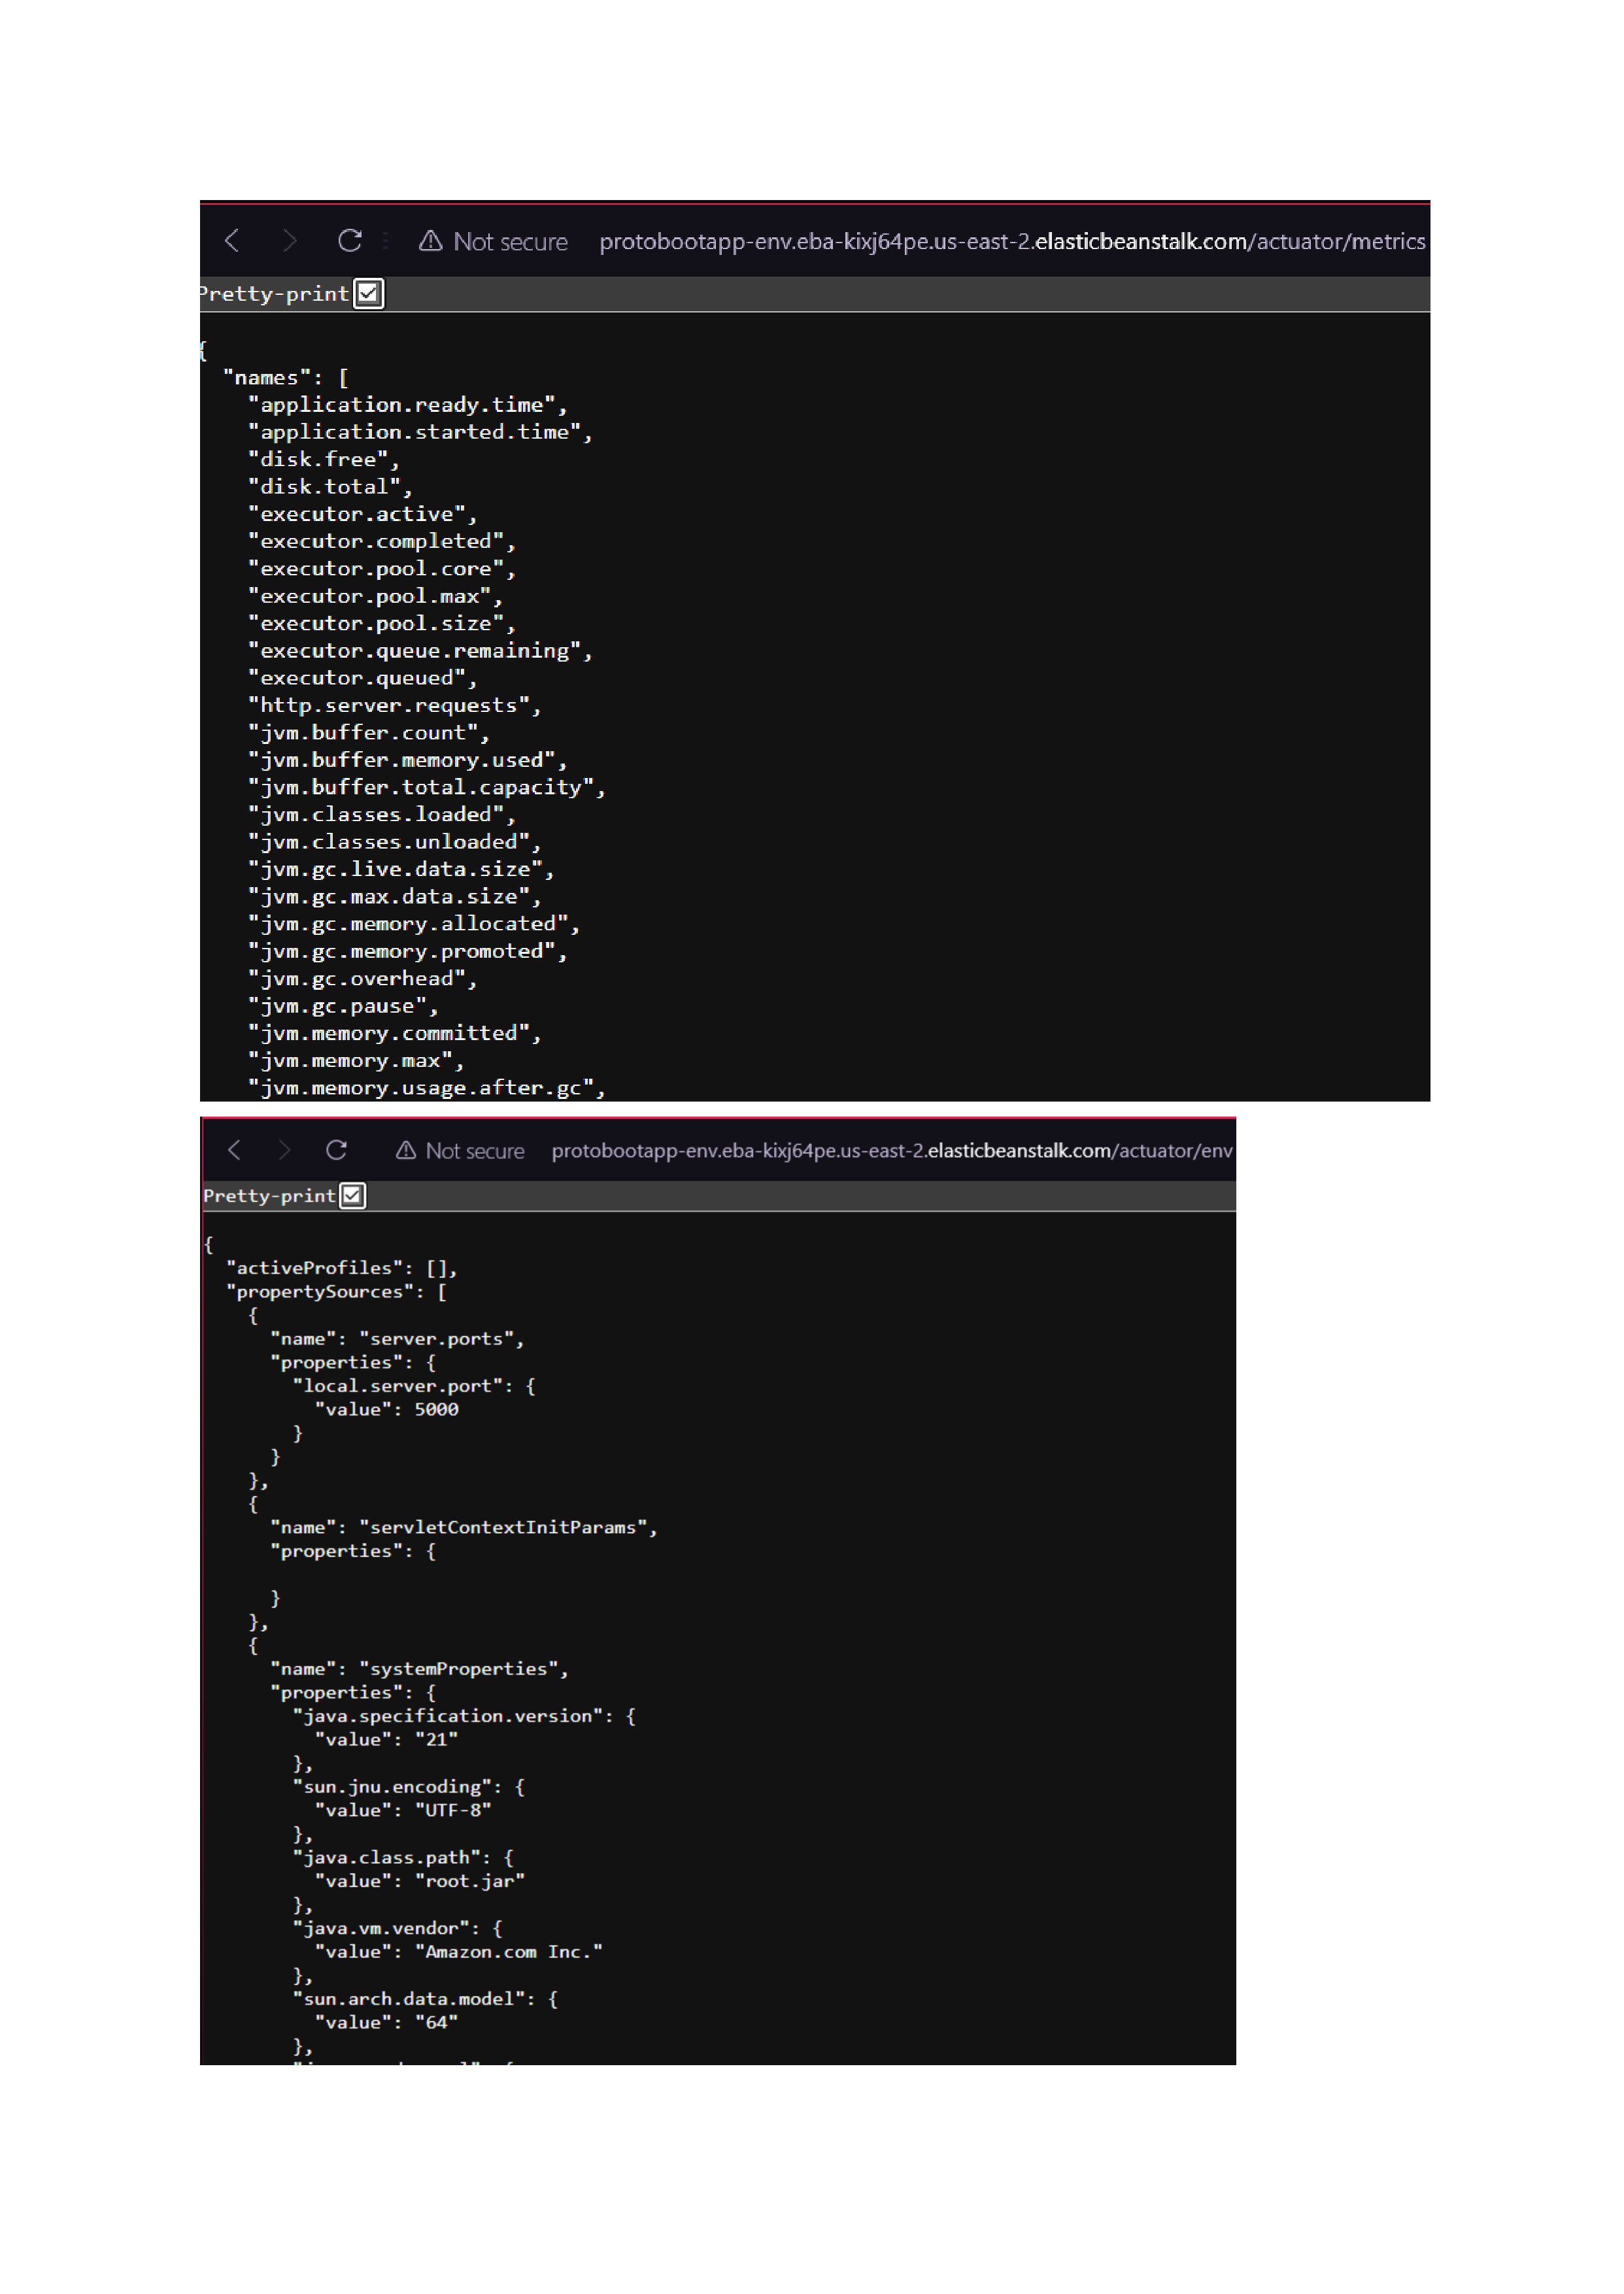 Not secure protobootapp-env.eba-kixj64pe.us-east-2.elasticbeanstalk.com/actuator/metrics
Pretty-print
{
"names": [
"application.ready.time",
"application.started.time",
"disk.free",
"disk.total",
"executor.active",
"executor.completed",
"executor.pool.core",
"executor.pool.max",
"executor.pool.size",
"executor.queue.remaining",
"executor.queued",
"http.server.requests",
"jvm.buffer.count",
"jvm.buffer.memory.used",
"jvm.buffer.total.capacity",
"jvm.classes.loaded",
"jvm.classes.unloaded",
"jvm.gc.live.data.size",
"jvm.gc.max.data.size",
"jvm.gc.memory.allocated",
"jvm.gc.memory.promoted",
"jvm.gc.overhead",
"jvm.gc.pause",
"jvm.memory.committed",
"jvm.memory.max",
"jvm.memory.usage.after.gc",
Not secure protobootapp-env.eba-kixj64pe.us-east-2.elasticbeanstalk.com/actuator/env
Pretty-print
{
"activeProfiles": [],
"propertySources": [
{
"name": "server.ports",
"properties": {
"local.server.port": {
"value": 5000
}
}
},
{
"name": "servletContextInitParams",
"properties": {
}
},
{
"name": "systemProperties",
"properties": {
"java.specification.version": {
"value": "21"
},
"sun.jnu.encoding": {
"value": "UTF-8"
},
"java.class.path": {
"value": "root.jar"
},
"java.vm.vendor": {
"value": "Amazon.com Inc."
},
"sun.arch.data.model": {
"value": "64"
},